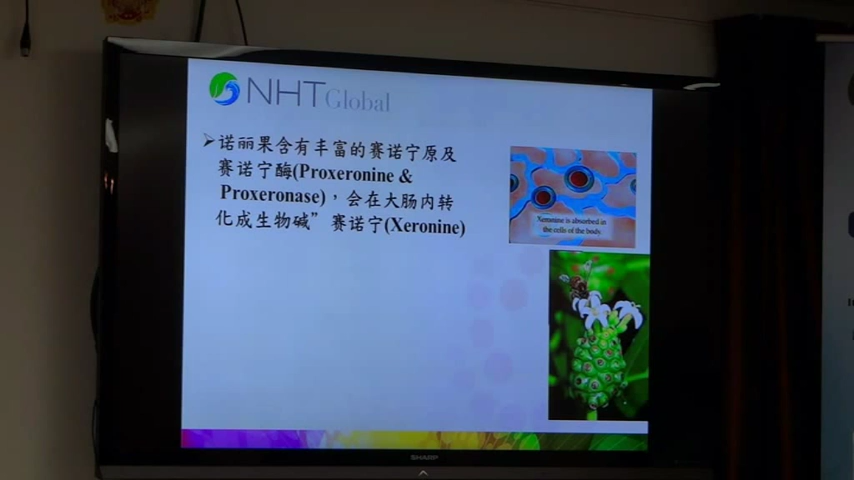 NHT Global
诺丽果含有丰富的赛诺宁原及
赛诺宁酶(Proxeronine &
Proxeronase)，会在大肠内转
化成生物碱”赛诺宁(Xeronine)
Xeronine is absorbed in
the cells of the body.
SHARP